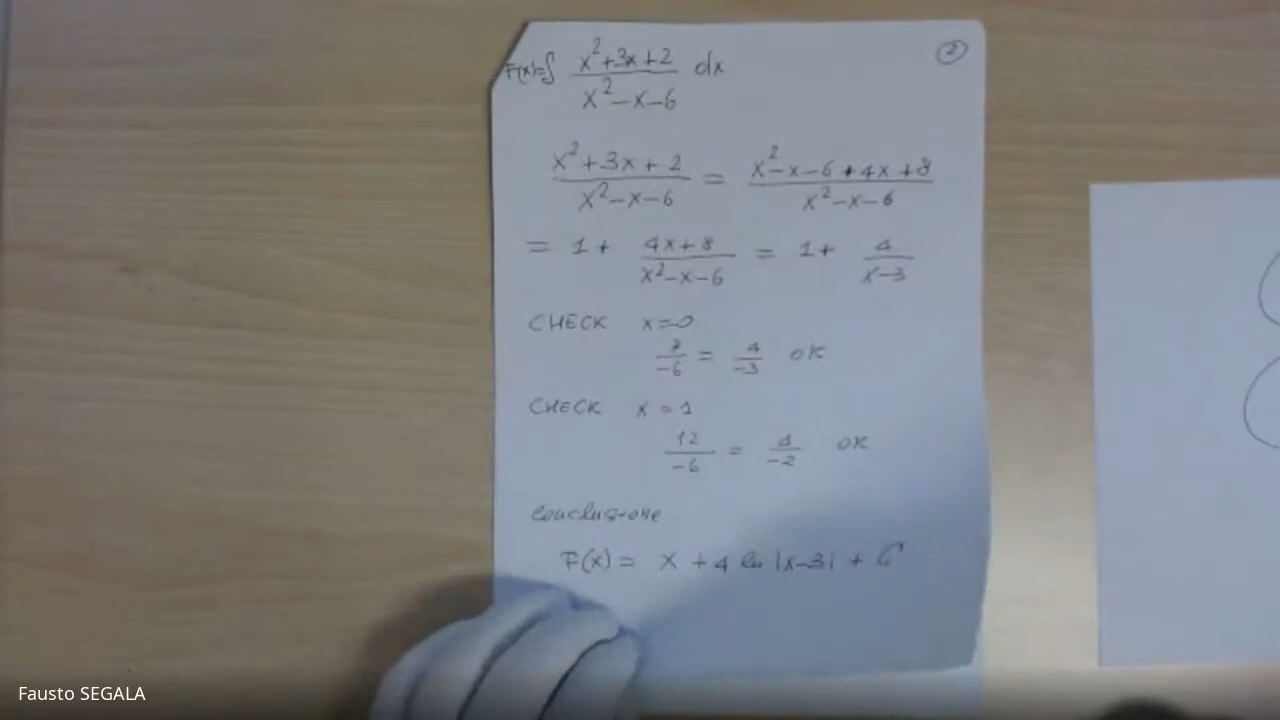 ②
F(x)=∫ x²+3x+2 / x²-x-6 dx
x²+3x+2 / x²-x-6 = x²-x-6+4x+8 / x²-x-6
= 1+ 4x+8 / x²-x-6 = 1+ 4 / x-3
CHECK x=0
8/-6 = 4/-3 OK
CHECK x=1
12/-6 = 4/-2 OK
Conclusione
F(x)= x +4 ln |x-3| + C
Fausto SEGALA